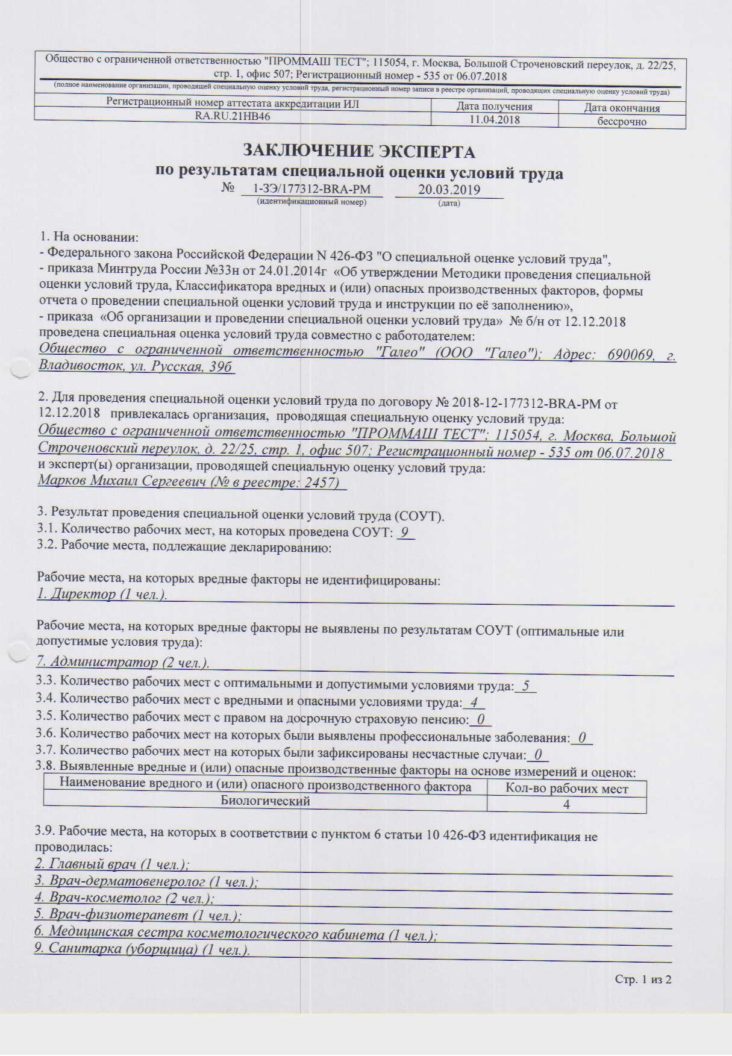 Общество с ограниченной ответственностью "ПРОММАШ ТЕСТ"; 115054, г. Москва, Большой Строченовский переулок, д. 22/25,
стр. 1, офис 507; Регистрационный номер - 535 от 06.07.2018
(полное наименование организации, проводящей специальную оценку условий труда, регистрационный номер записи в реестре организаций, проводящих специальную оценку условий труда)
Регистрационный номер аттестата аккредитации ИЛ Дата получения Дата окончания
RA.RU.21НВ46 11.04.2018 бессрочно
ЗАКЛЮЧЕНИЕ ЭКСПЕРТА
по результатам специальной оценки условий труда
№ 1-ЗЭ/177312-BRA-PM 20.03.2019
(идентификационный номер) (дата)
1. На основании:
- Федерального закона Российской Федерации N 426-ФЗ "О специальной оценке условий труда",
- приказа Минтруда России №33н от 24.01.2014г «Об утверждении Методики проведения специальной
оценки условий труда, Классификатора вредных и (или) опасных производственных факторов, формы
отчета о проведении специальной оценки условий труда и инструкции по её заполнению»,
- приказа «Об организации и проведении специальной оценки условий труда» № б/н от 12.12.2018
проведена специальная оценка условий труда совместно с работодателем:
Общество с ограниченной ответственностью "Галео" (ООО "Галео"); Адрес: 690069, г.
Владивосток, ул. Русская, 39б
2. Для проведения специальной оценки условий труда по договору № 2018-12-177312-BRA-PM от
12.12.2018 привлекалась организация, проводящая специальную оценку условий труда:
Общество с ограниченной ответственностью "ПРОММАШ ТЕСТ"; 115054, г. Москва, Большой
Строченовский переулок, д. 22/25, стр. 1, офис 507; Регистрационный номер - 535 от 06.07.2018
и эксперт(ы) организации, проводящей специальную оценку условий труда:
Марков Михаил Сергеевич (№ в реестре: 2457)
3. Результат проведения специальной оценки условий труда (СОУТ).
3.1. Количество рабочих мест, на которых проведена СОУТ: 9
3.2. Рабочие места, подлежащие декларированию:
Рабочие места, на которых вредные факторы не идентифицированы:
1. Директор (1 чел.).
Рабочие места, на которых вредные факторы не выявлены по результатам СОУТ (оптимальные или
допустимые условия труда):
7. Администратор (2 чел.).
3.3. Количество рабочих мест с оптимальными и допустимыми условиями труда: 5
3.4. Количество рабочих мест с вредными и опасными условиями труда: 4
3.5. Количество рабочих мест с правом на досрочную страховую пенсию: 0
3.6. Количество рабочих мест на которых были выявлены профессиональные заболевания: 0
3.7. Количество рабочих мест на которых были зафиксированы несчастные случаи: 0
3.8. Выявленные вредные и (или) опасные производственные факторы на основе измерений и оценок:
Наименование вредного и (или) опасного производственного фактора Кол-во рабочих мест
Биологический 4
3.9. Рабочие места, на которых в соответствии с пунктом 6 статьи 10 426-ФЗ идентификация не
проводилась:
2. Главный врач (1 чел.);
3. Врач-дерматовенеролог (1 чел.);
4. Врач-косметолог (2 чел.);
5. Врач-физиотерапевт (1 чел.);
6. Медицинская сестра косметологического кабинета (1 чел.);
9. Санитарка (уборщица) (1 чел.).
Стр. 1 из 2